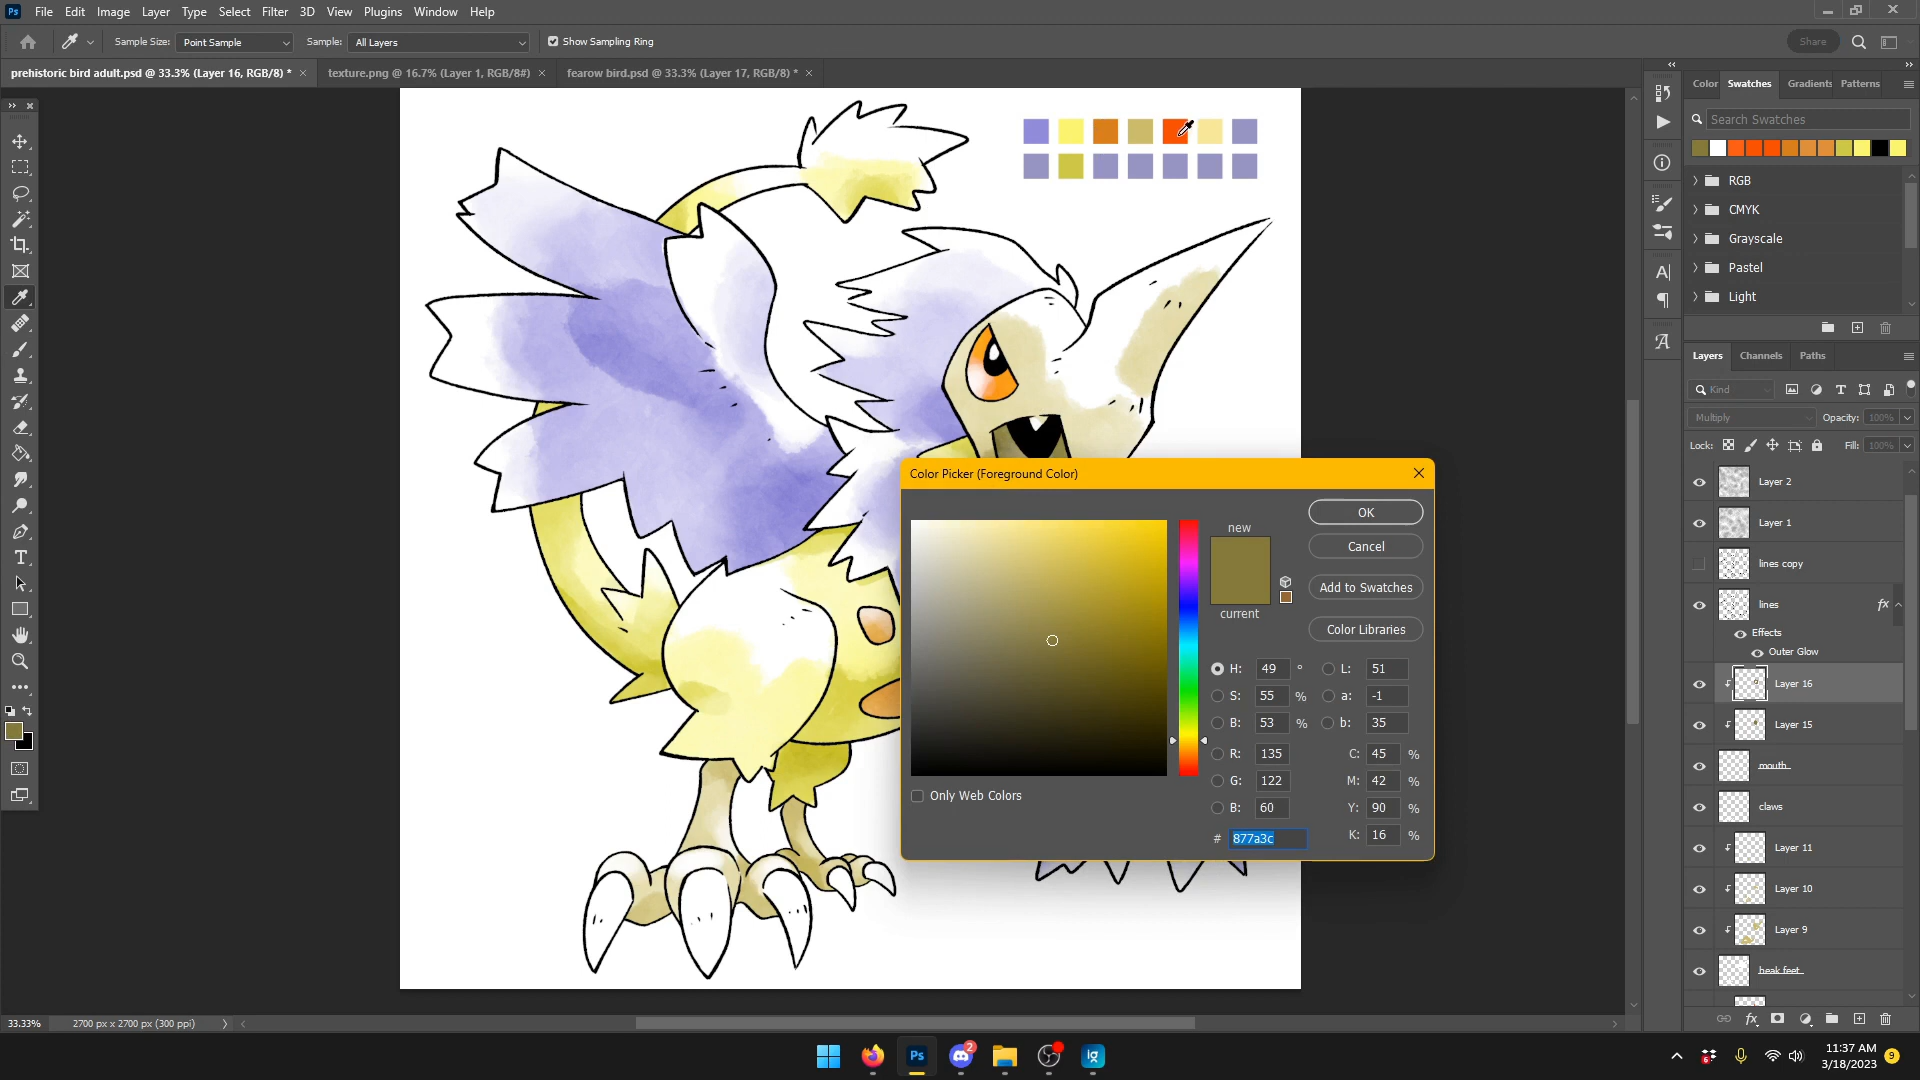 Ps File Edit Image Layer Type Select Filter 3D View Plugins Window Help
Sample Size: Point Sample Sample: All Layers Show Sampling Ring Share
prehistoric bird adult.psd @ 33.3% (Layer 16, RGB/8) * texture.png @ 16.7% (Layer 1, RGB/8#) fearow bird.psd @ 33.3% (Layer 17, RGB/8) *
Color Swatches Gradients Patterns
Search Swatches
RGB
CMYK
Grayscale
Pastel
Light
Layers Channels Paths
Kind
Multiply Opacity: 100%
Lock: Fill: 100%
Layer 2
Layer 1
lines copy
lines fx
Effects
Outer Glow
Layer 16
Layer 15
mouth
claws
Layer 11
Layer 10
Layer 9
beak feet
Color Picker (Foreground Color)
new
current
OK
Cancel
Add to Swatches
Color Libraries
H: 49 ° L: 51
S: 55 % a: -1
B: 53 % b: 35
R: 135 C: 45 %
G: 122 M: 42 %
B: 60 Y: 90 %
# 877a3c K: 16 %
Only Web Colors
33.33% 2700 px x 2700 px (300 ppi)
Ps 2 ig
11:37 AM
3/18/2023 9